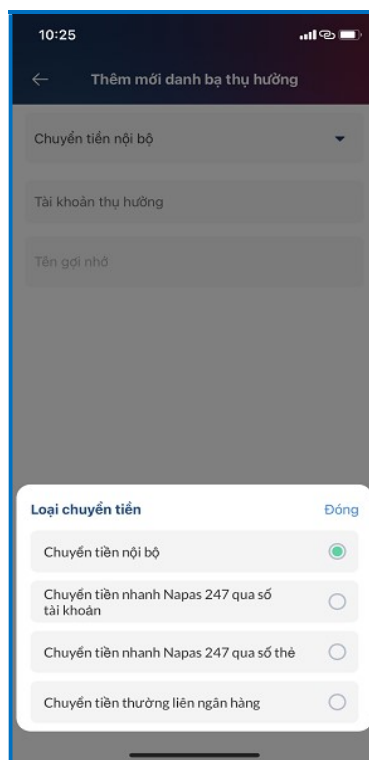 10:25
Thêm mới danh bạ thụ hưởng
Chuyển tiền nội bộ
Tài khoản thụ hưởng
Tên gợi nhớ
Loại chuyển tiền
Đóng
Chuyển tiền nội bộ
Chuyển tiền nhanh Napas 247 qua số
tài khoản
Chuyển tiền nhanh Napas 247 qua số thẻ
Chuyển tiền thường liên ngân hàng